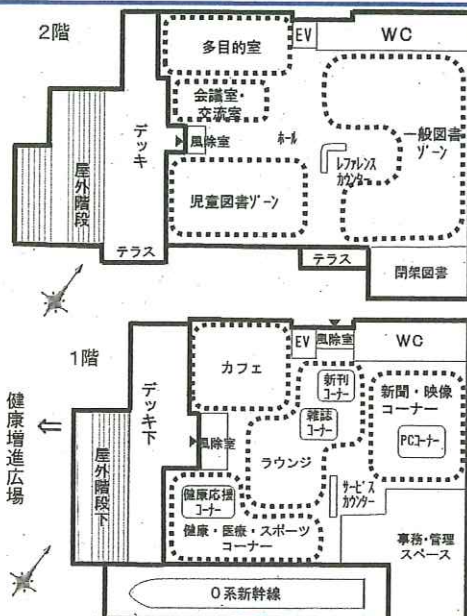 2階
多目的室
EV
WC
会議室・
交流室
デッキ
風除室
ホール
一般図書
ゾーン
レファレンス
カウンター
屋外階段
児童図書ゾーン
テラス
テラス
閉架図書
1階
EV
風除室
WC
カフェ
新刊
コーナー
新聞・映像
コーナー
健康増進広場
⇐
デッキ下
雑誌
コーナー
PCコーナー
風除室
ラウンジ
屋外階段下
健康応援
コーナー
サービス
カウンター
健康・医療・スポーツ
コーナー
事務・管理
スペース
0系新幹線